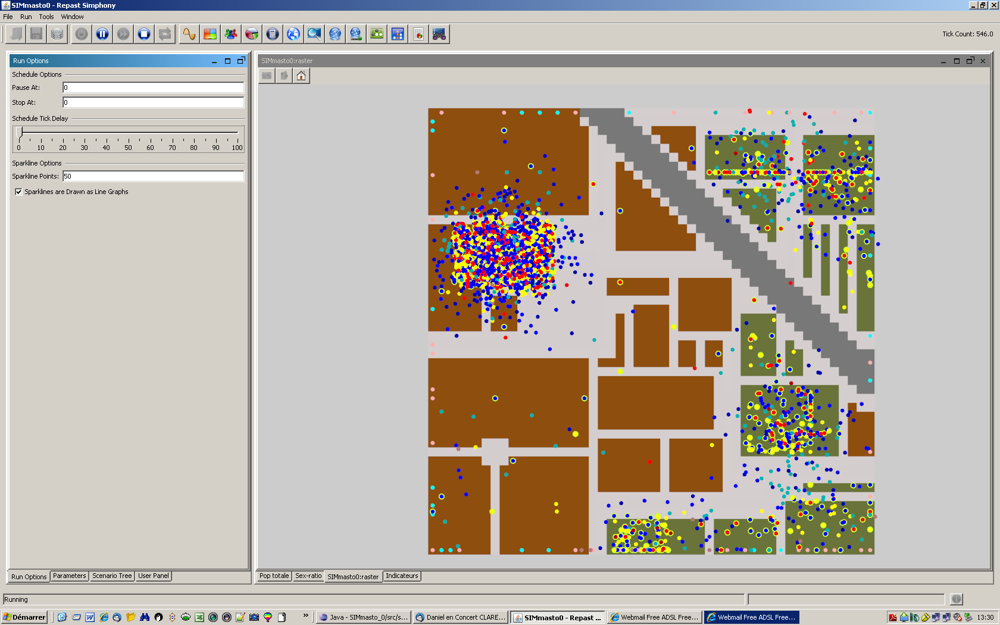 SIMmasto0 - Repast Simphony
File Run Tools Window
Tick Count: 546.0
Run Options
Schedule Options
Pause At: 0
Stop At: 0
Schedule Tick Delay
0 10 20 30 40 50 60 70 80 90 100
Sparkline Options
Sparkline Points: 50
Sparklines are Drawn as Line Graphs
Run Options Parameters Scenario Tree User Panel
SIMmasto0:raster
Pop totale Sex-ratio SIMmasto0:raster Indicateurs
Running
Démarrer » Java - SIMmasto_0/src/s... Daniel en Concert CLARE... SIMmasto0 - Repast ... Webmail Free ADSL Free... Webmail Free ADSL Free... 13:30